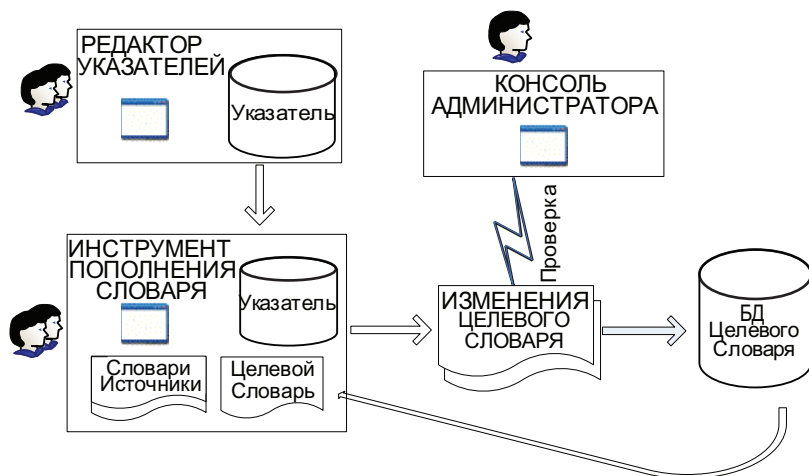 РЕДАКТОР
УКАЗАТЕЛЕЙ
Указатель
КОНСОЛЬ
АДМИНИСТРАТОРА
Проверка
ИНСТРУМЕНТ
ПОПОЛНЕНИЯ
СЛОВАРЯ
Указатель
Словари
Источники
Целевой
Словарь
ИЗМЕНЕНИЯ
ЦЕЛЕВОГО
СЛОВАРЯ
БД
Целевого
Словаря